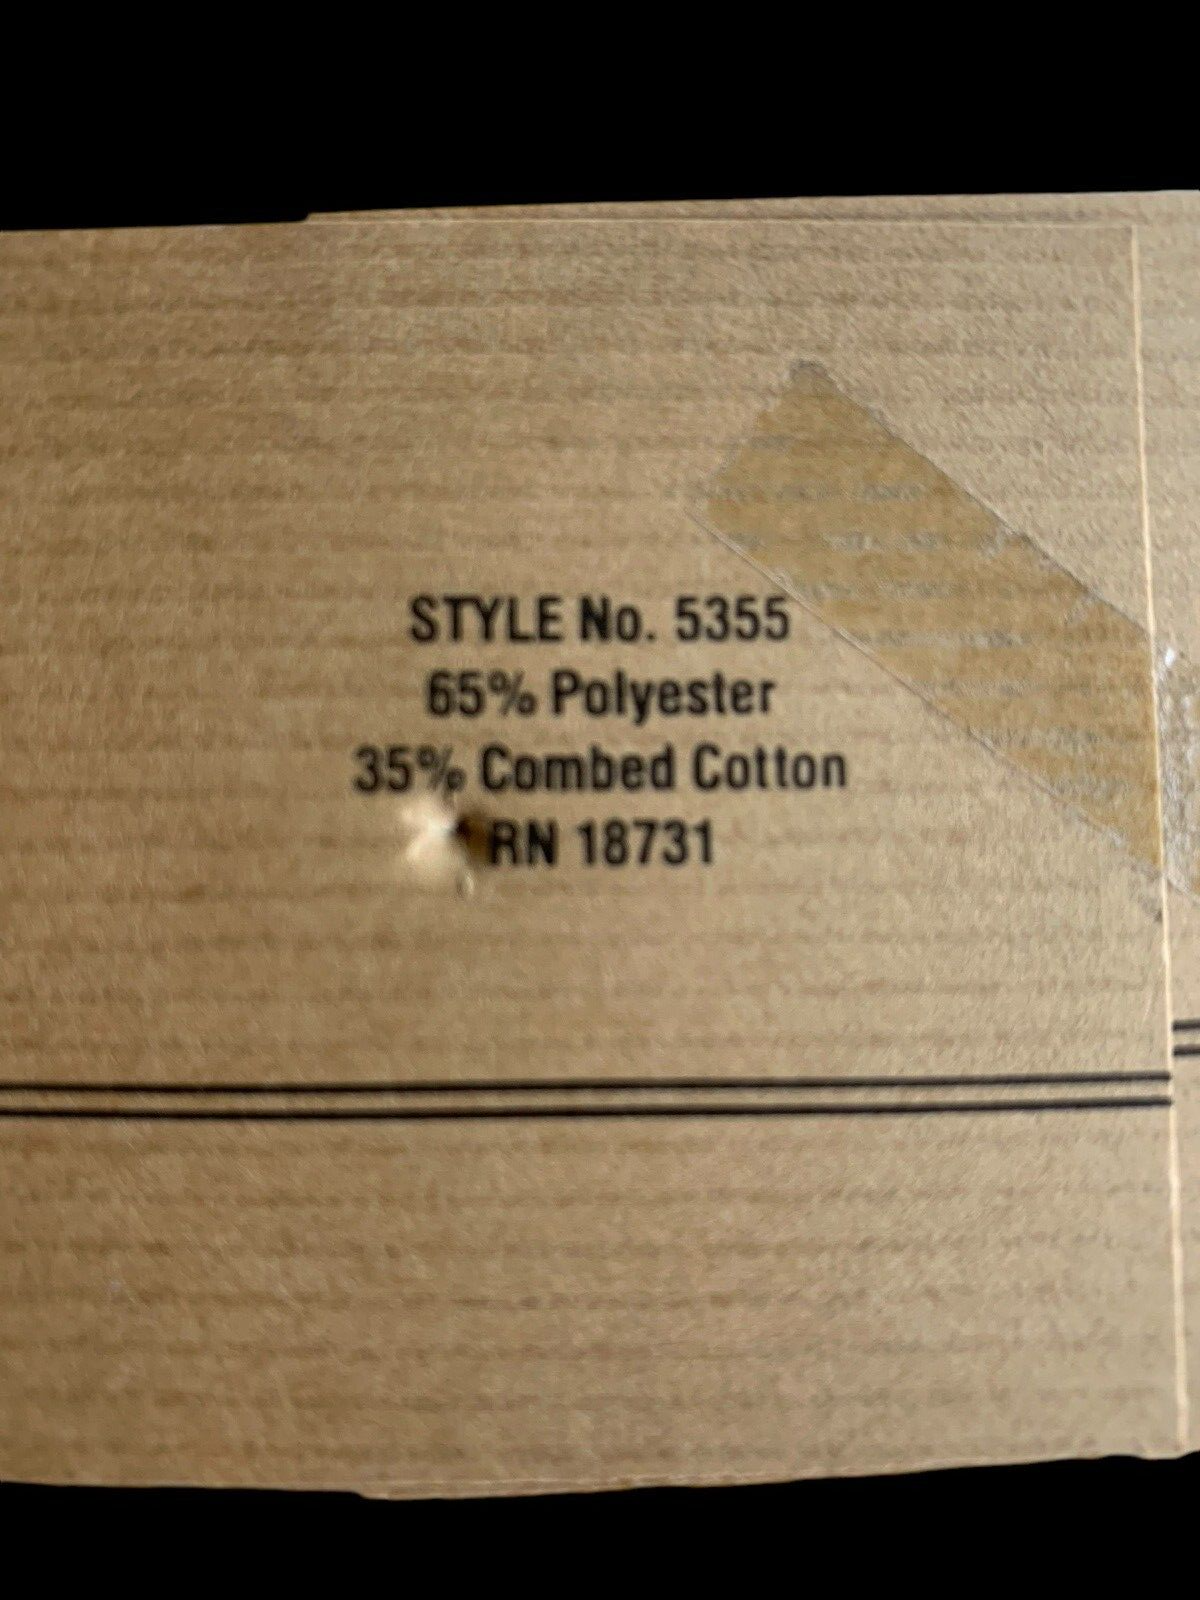 STYLE No. 5355
65% Polyester
35% Combed Cotton
RN 18731